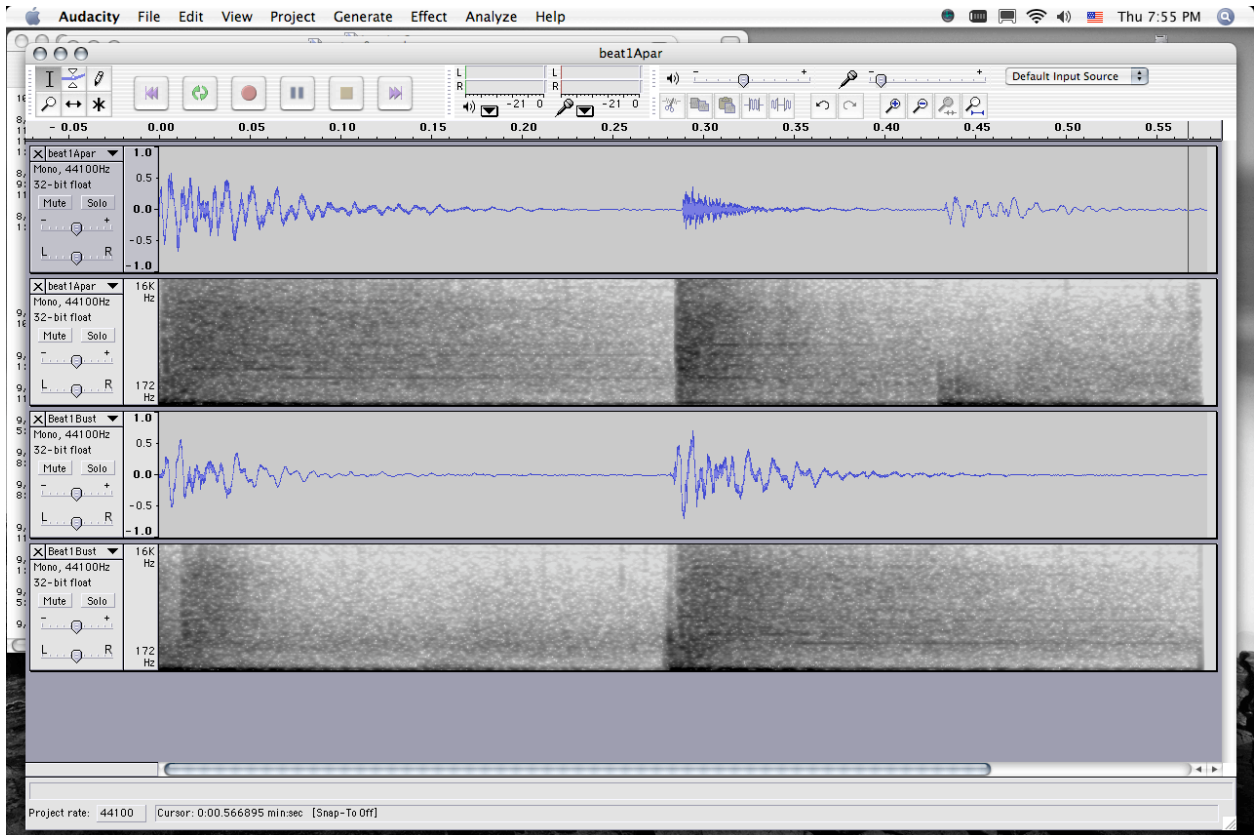 Audacity File Edit View Project Generate Effect Analyze Help Thu 7:55 PM
beat1Apar
L
R
-21 0
L
R
-21 0
- +
- +
Default Input Source
- 0.05 0.00 0.05 0.10 0.15 0.20 0.25 0.30 0.35 0.40 0.45 0.50 0.55
X beat1Apar
Mono, 44100Hz
32-bit float
Mute Solo
- +
L R
1.0
0.5
0.0
-0.5
-1.0
X beat1Apar
Mono, 44100Hz
32-bit float
Mute Solo
- +
L R
16K
Hz
172
Hz
X Beat1Bust
Mono, 44100Hz
32-bit float
Mute Solo
- +
L R
1.0
0.5
0.0
-0.5
-1.0
X Beat1Bust
Mono, 44100Hz
32-bit float
Mute Solo
- +
L R
16K
Hz
172
Hz
Project rate: 44100 Cursor: 0:00.566895 min:sec [Snap-To Off]